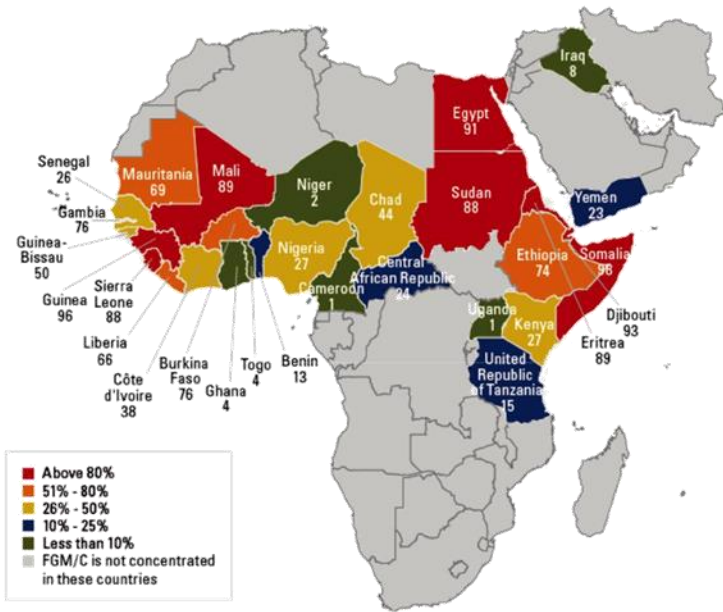 Iraq
8
Egypt
91
Mauritania
69
Mali
89
Niger
2
Chad
44
Sudan
88
Yemen
23
Senegal
26
Gambia
76
Guinea-
Bissau
50
Guinea
96
Sierra
Leone
88
Liberia
66
Côte
d'Ivoire
38
Burkina
Faso
76
Ghana
4
Togo
4
Benin
13
Nigeria
27
Cameroon
1
Central
African Republic
24
Ethiopia
74
Somalia
98
Djibouti
93
Eritrea
89
Uganda
1
Kenya
27
United
Republic
of Tanzania
15
Above 80%
51% - 80%
26% - 50%
10% - 25%
Less than 10%
FGM/C is not concentrated
in these countries